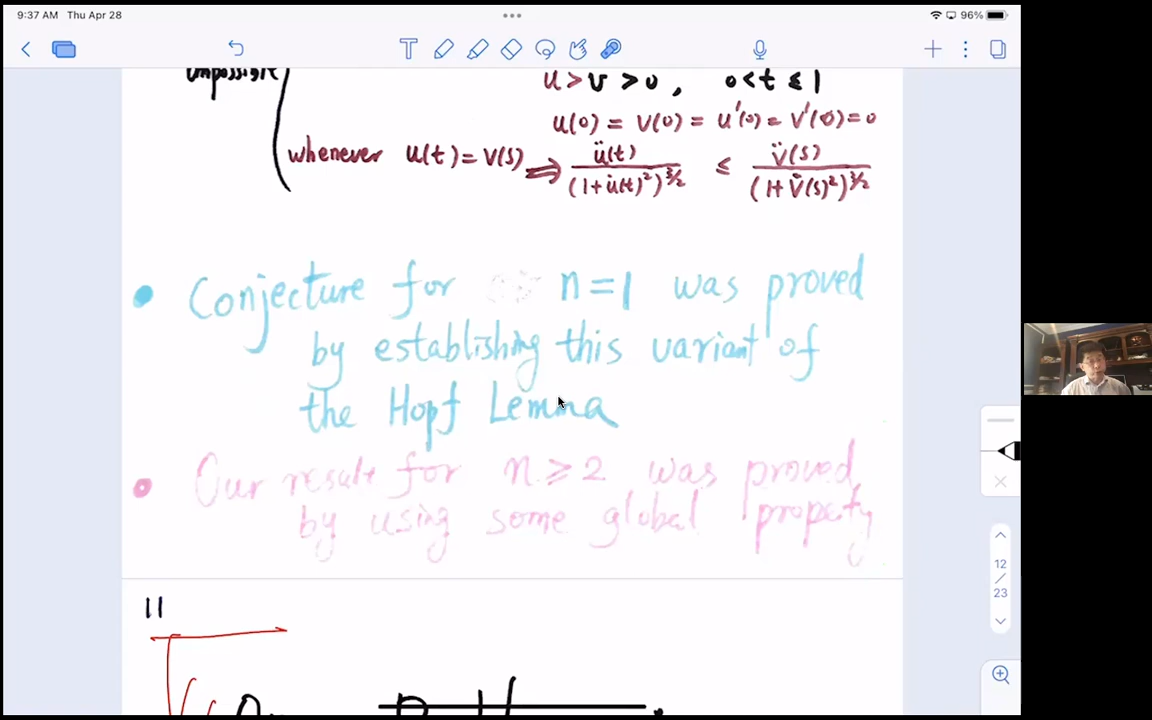 9:37 AM Thu Apr 28
96%
impossible
u > v > 0 , 0 < t ≤ 1
u(0) = v(0) = u'(0) = v'(0) = 0
whenever u(t) = v(s) ⟹ ü(t) / (1+u̇(t)²)^3/2 ≤ v̈(s) / (1+v̇(s)²)^3/2
• Conjecture for n=1 was proved
by establishing this variant of
the Hopf Lemma
• Our result for n ≥ 2 was proved
by using some global property
12
/
23
11